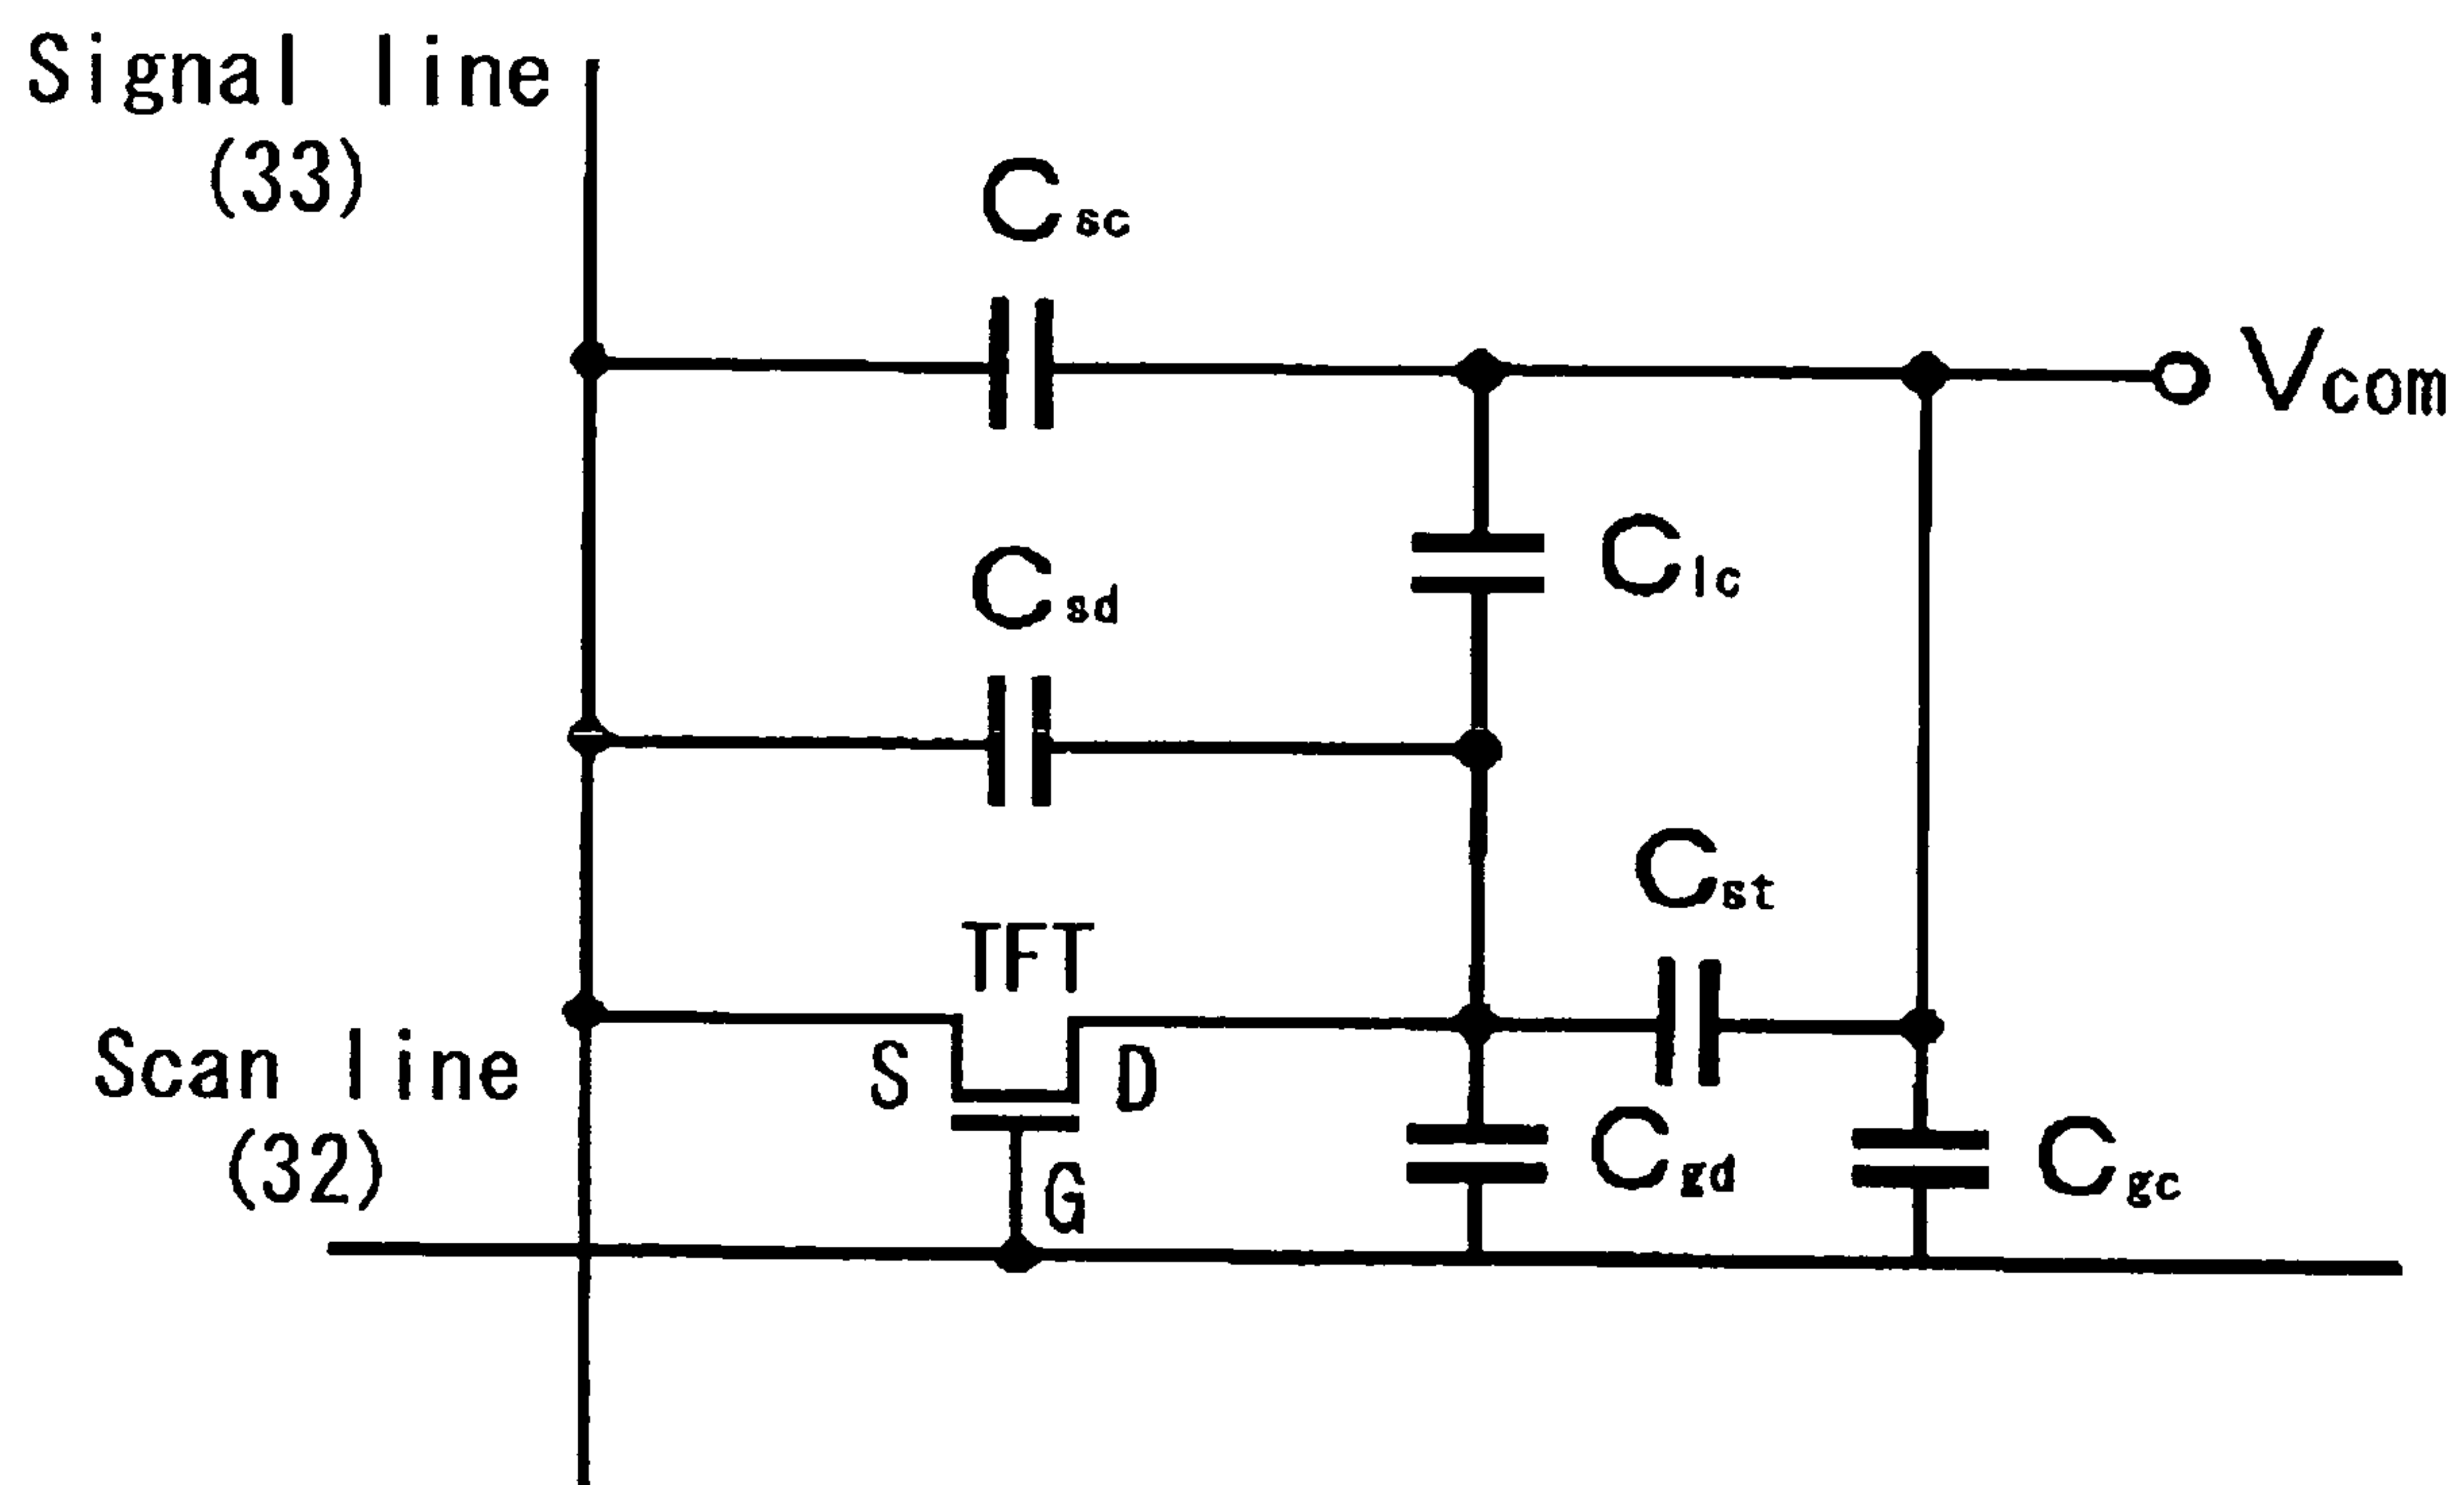 Signal line
(33)
Csc
Vcom
Clc
Csd
Cst
TFT
Scan line
(32)
S
D
Cgd
Cgc
G